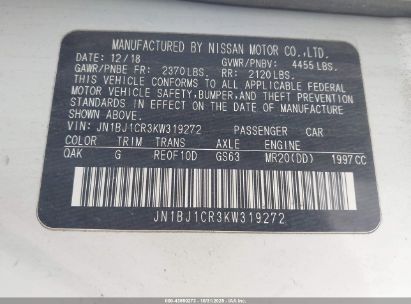 MANUFACTURED BY NISSAN MOTOR CO.,LTD.
DATE: 12/18 GVWR/PNBV: 4455 LBS.
GAWR/PNBE FR: 2370 LBS. RR: 2120 LBS.
THIS VEHICLE CONFORMS TO ALL APPLICABLE FEDERAL
MOTOR VEHICLE SAFETY, BUMPER, AND THEFT PREVENTION
STANDARDS IN EFFECT ON THE DATE OF MANUFACTURE
SHOWN ABOVE.
VIN: JN1BJ1CR3KW319272 PASSENGER CAR
COLOR TRIM TRANS AXLE ENGINE
QAK G RE0F10D GS63 MR20(DD) 1997 CC
JN1BJ1CR3KW319272